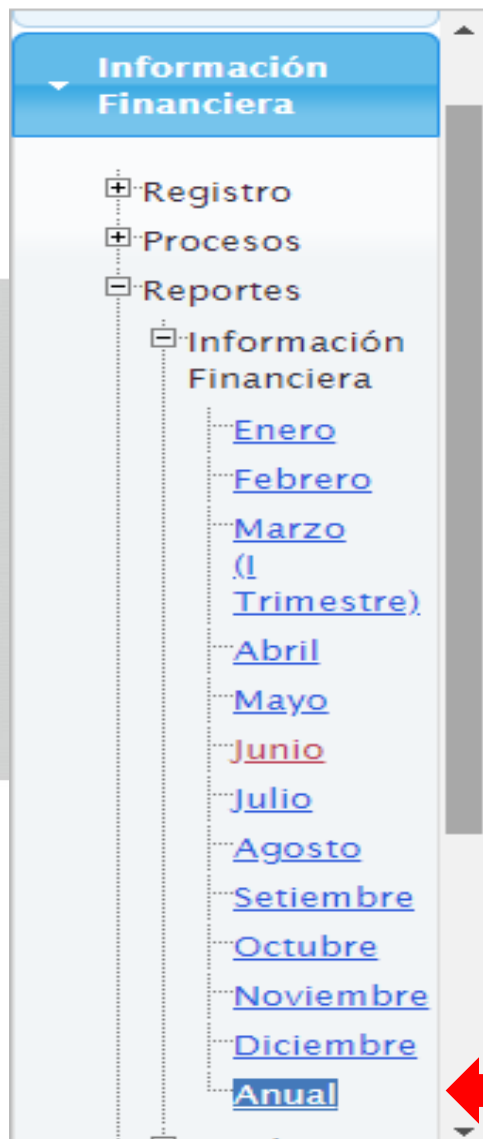 Información
Financiera
Registro
Procesos
Reportes
Información
Financiera
Enero
Febrero
Marzo
(I
Trimestre)
Abril
Mayo
Junio
Julio
Agosto
Setiembre
Octubre
Noviembre
Diciembre
Anual